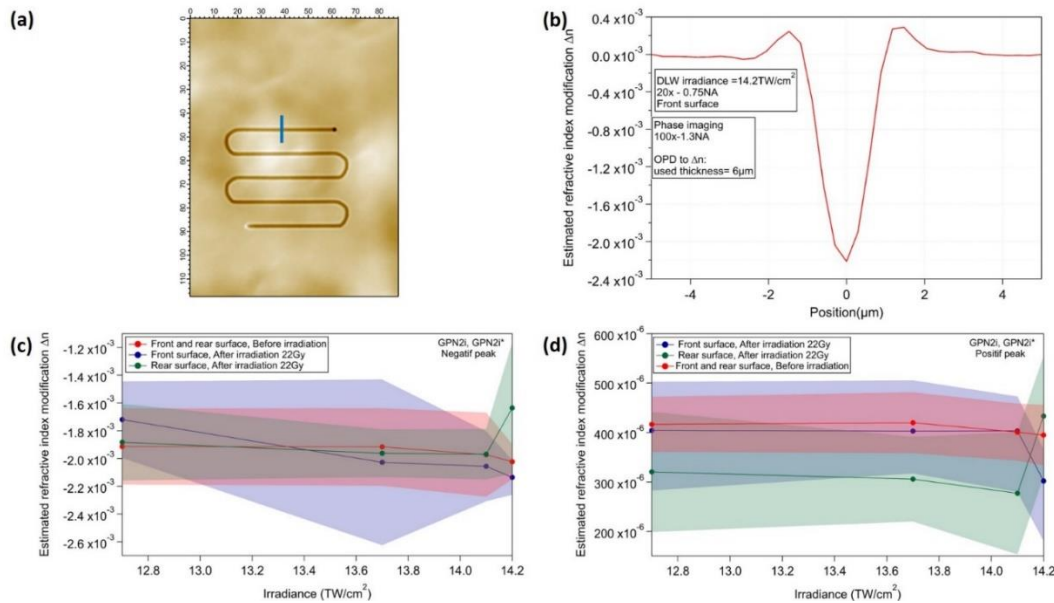 (a)
0 20 40 60 80
0
10
20
30
40
50
60
70
80
90
100
110
(b)
Estimated refractive index modification Δn
0.4 x10⁻³
0.0
-0.4 x10⁻³
-0.8 x10⁻³
-1.2 x10⁻³
-1.6 x10⁻³
-2.0 x10⁻³
-2.4 x10⁻³
DLW irradiance =14.2TW/cm²
20x - 0.75NA
Front surface
Phase imaging
100x-1.3NA
OPD to Δn:
used thickness= 6µm
-4 -2 0 2 4
Position(µm)
(c)
Estimated refractive index modification Δn
-1.2 x10⁻³
-1.4 x10⁻³
-1.6 x10⁻³
-1.8 x10⁻³
-2.0 x10⁻³
-2.2 x10⁻³
-2.4 x10⁻³
-2.6 x10⁻³
Front and rear surface, Before irradiation
Front surface, After irradiation 22Gy
Rear surface, After irradiation 22Gy
GPN2i, GPN2i*
Negatif peak
12.8 13.0 13.2 13.4 13.6 13.8 14.0 14.2
Irradiance (TW/cm²)
(d)
Estimated refractive index modification Δn
600 x10⁻⁶
500 x10⁻⁶
400 x10⁻⁶
300 x10⁻⁶
200 x10⁻⁶
Front surface, After irradiation 22Gy
Rear surface, After irradiation 22Gy
Front and rear surface, Before irradiation
GPN2i, GPN2i*
Positif peak
12.8 13.0 13.2 13.4 13.6 13.8 14.0 14.2
Irradiance (TW/cm²)